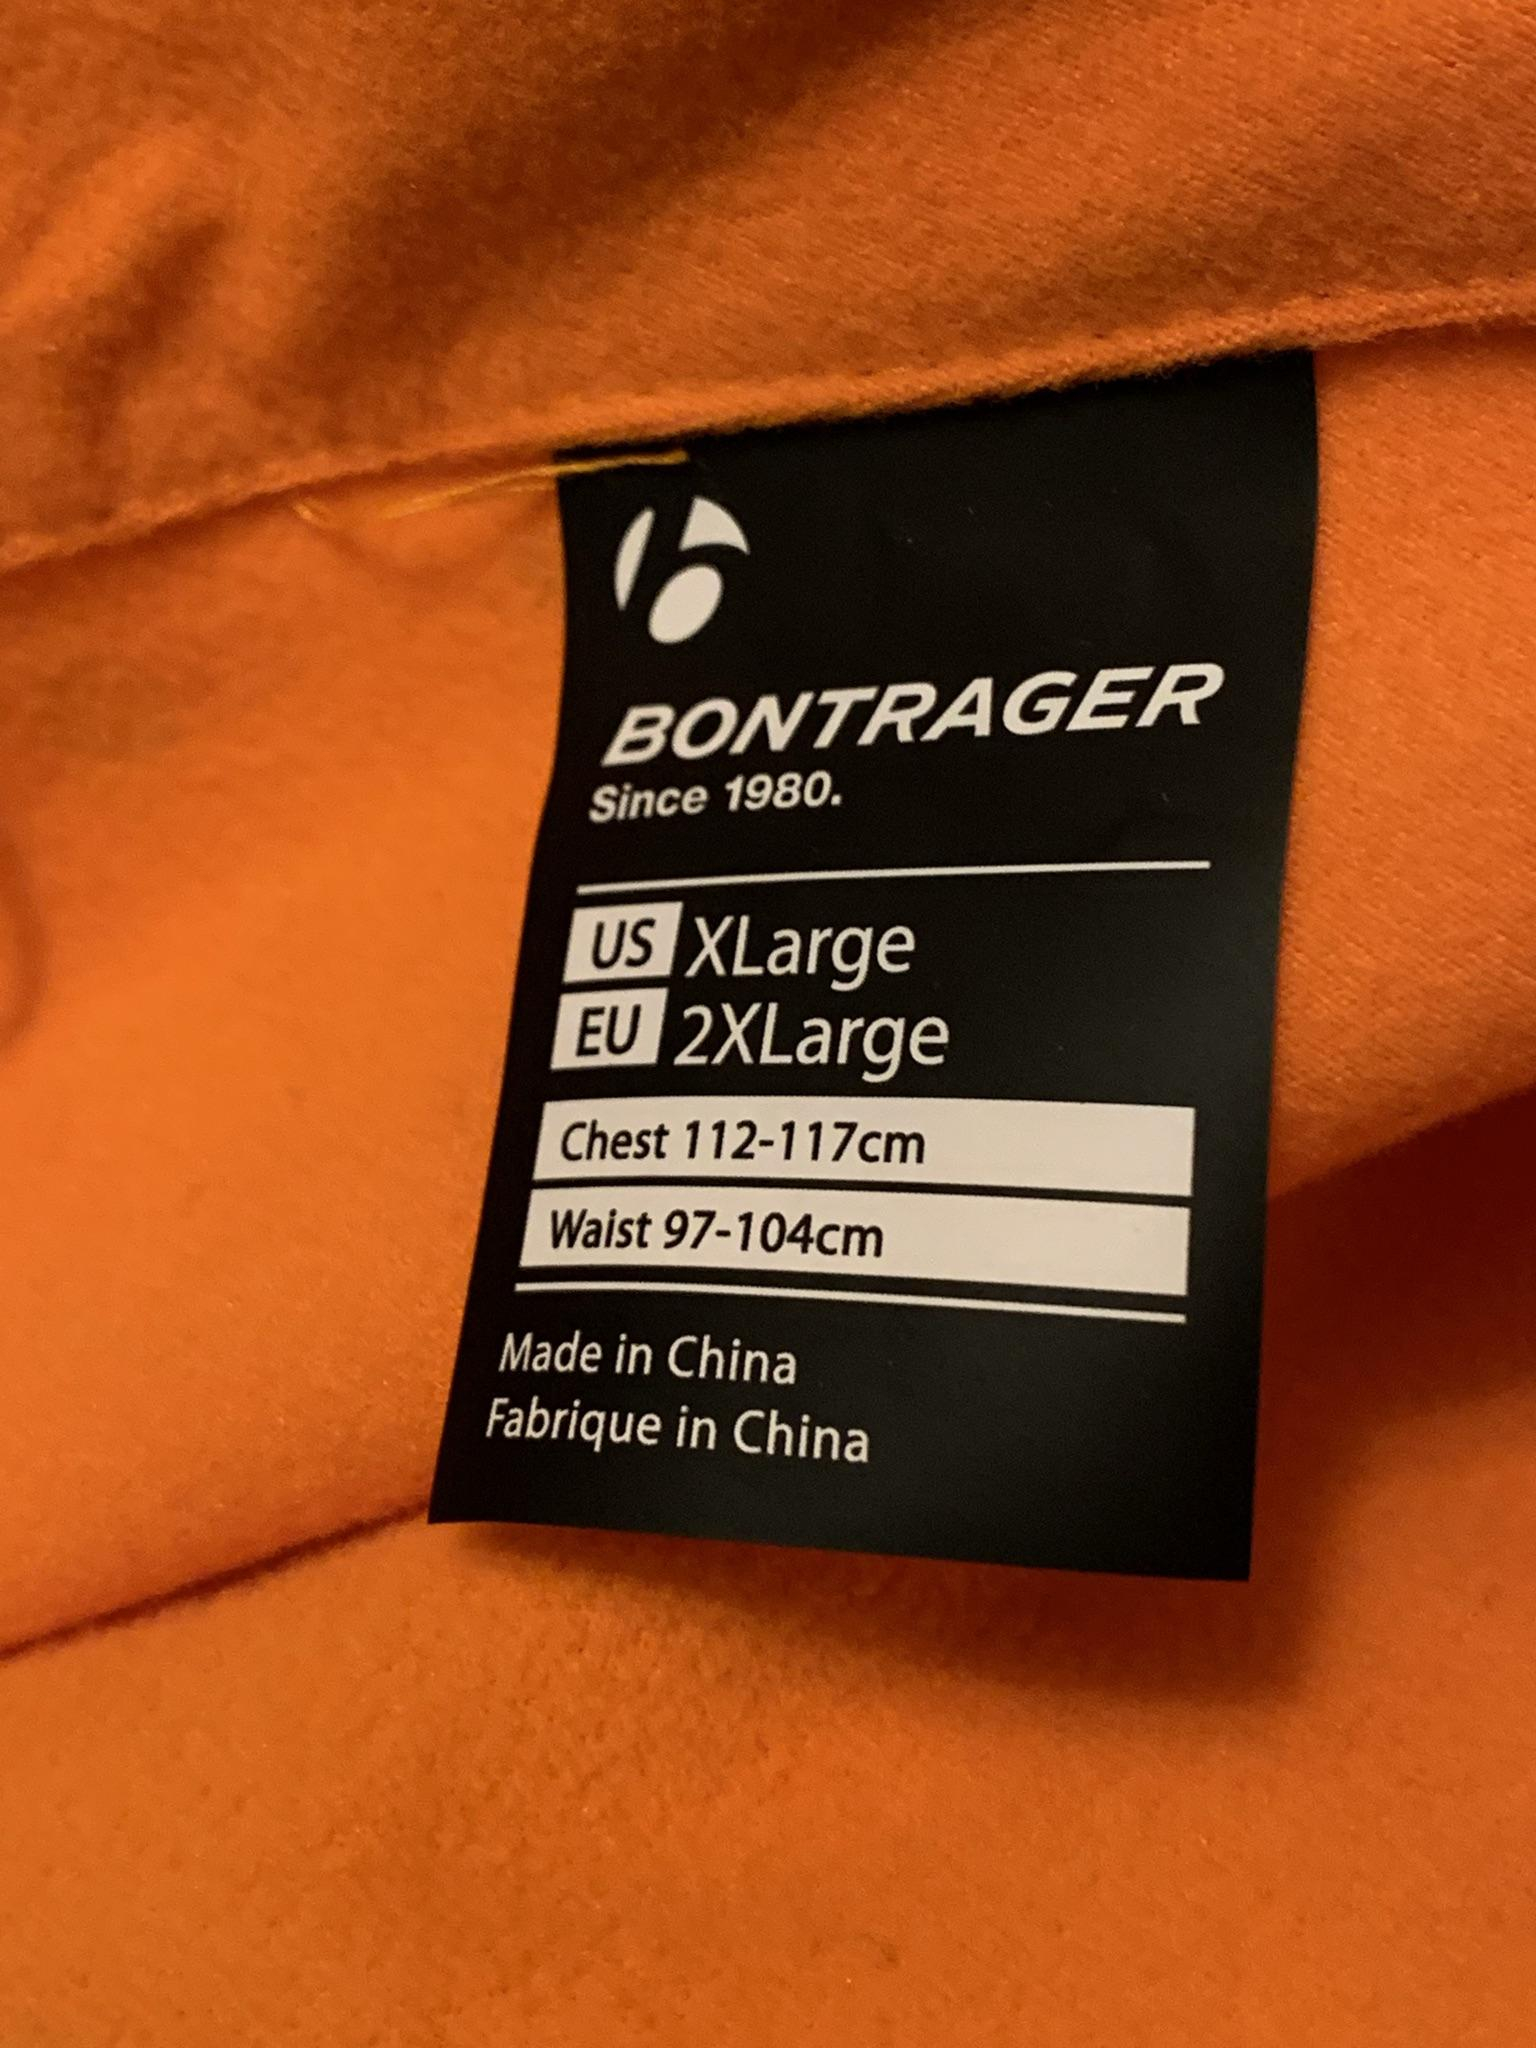 BONTRAGER
Since 1980.
US XLarge
EU 2XLarge
Chest 112-117cm
Waist 97-104cm
Made in China
Fabrique in China